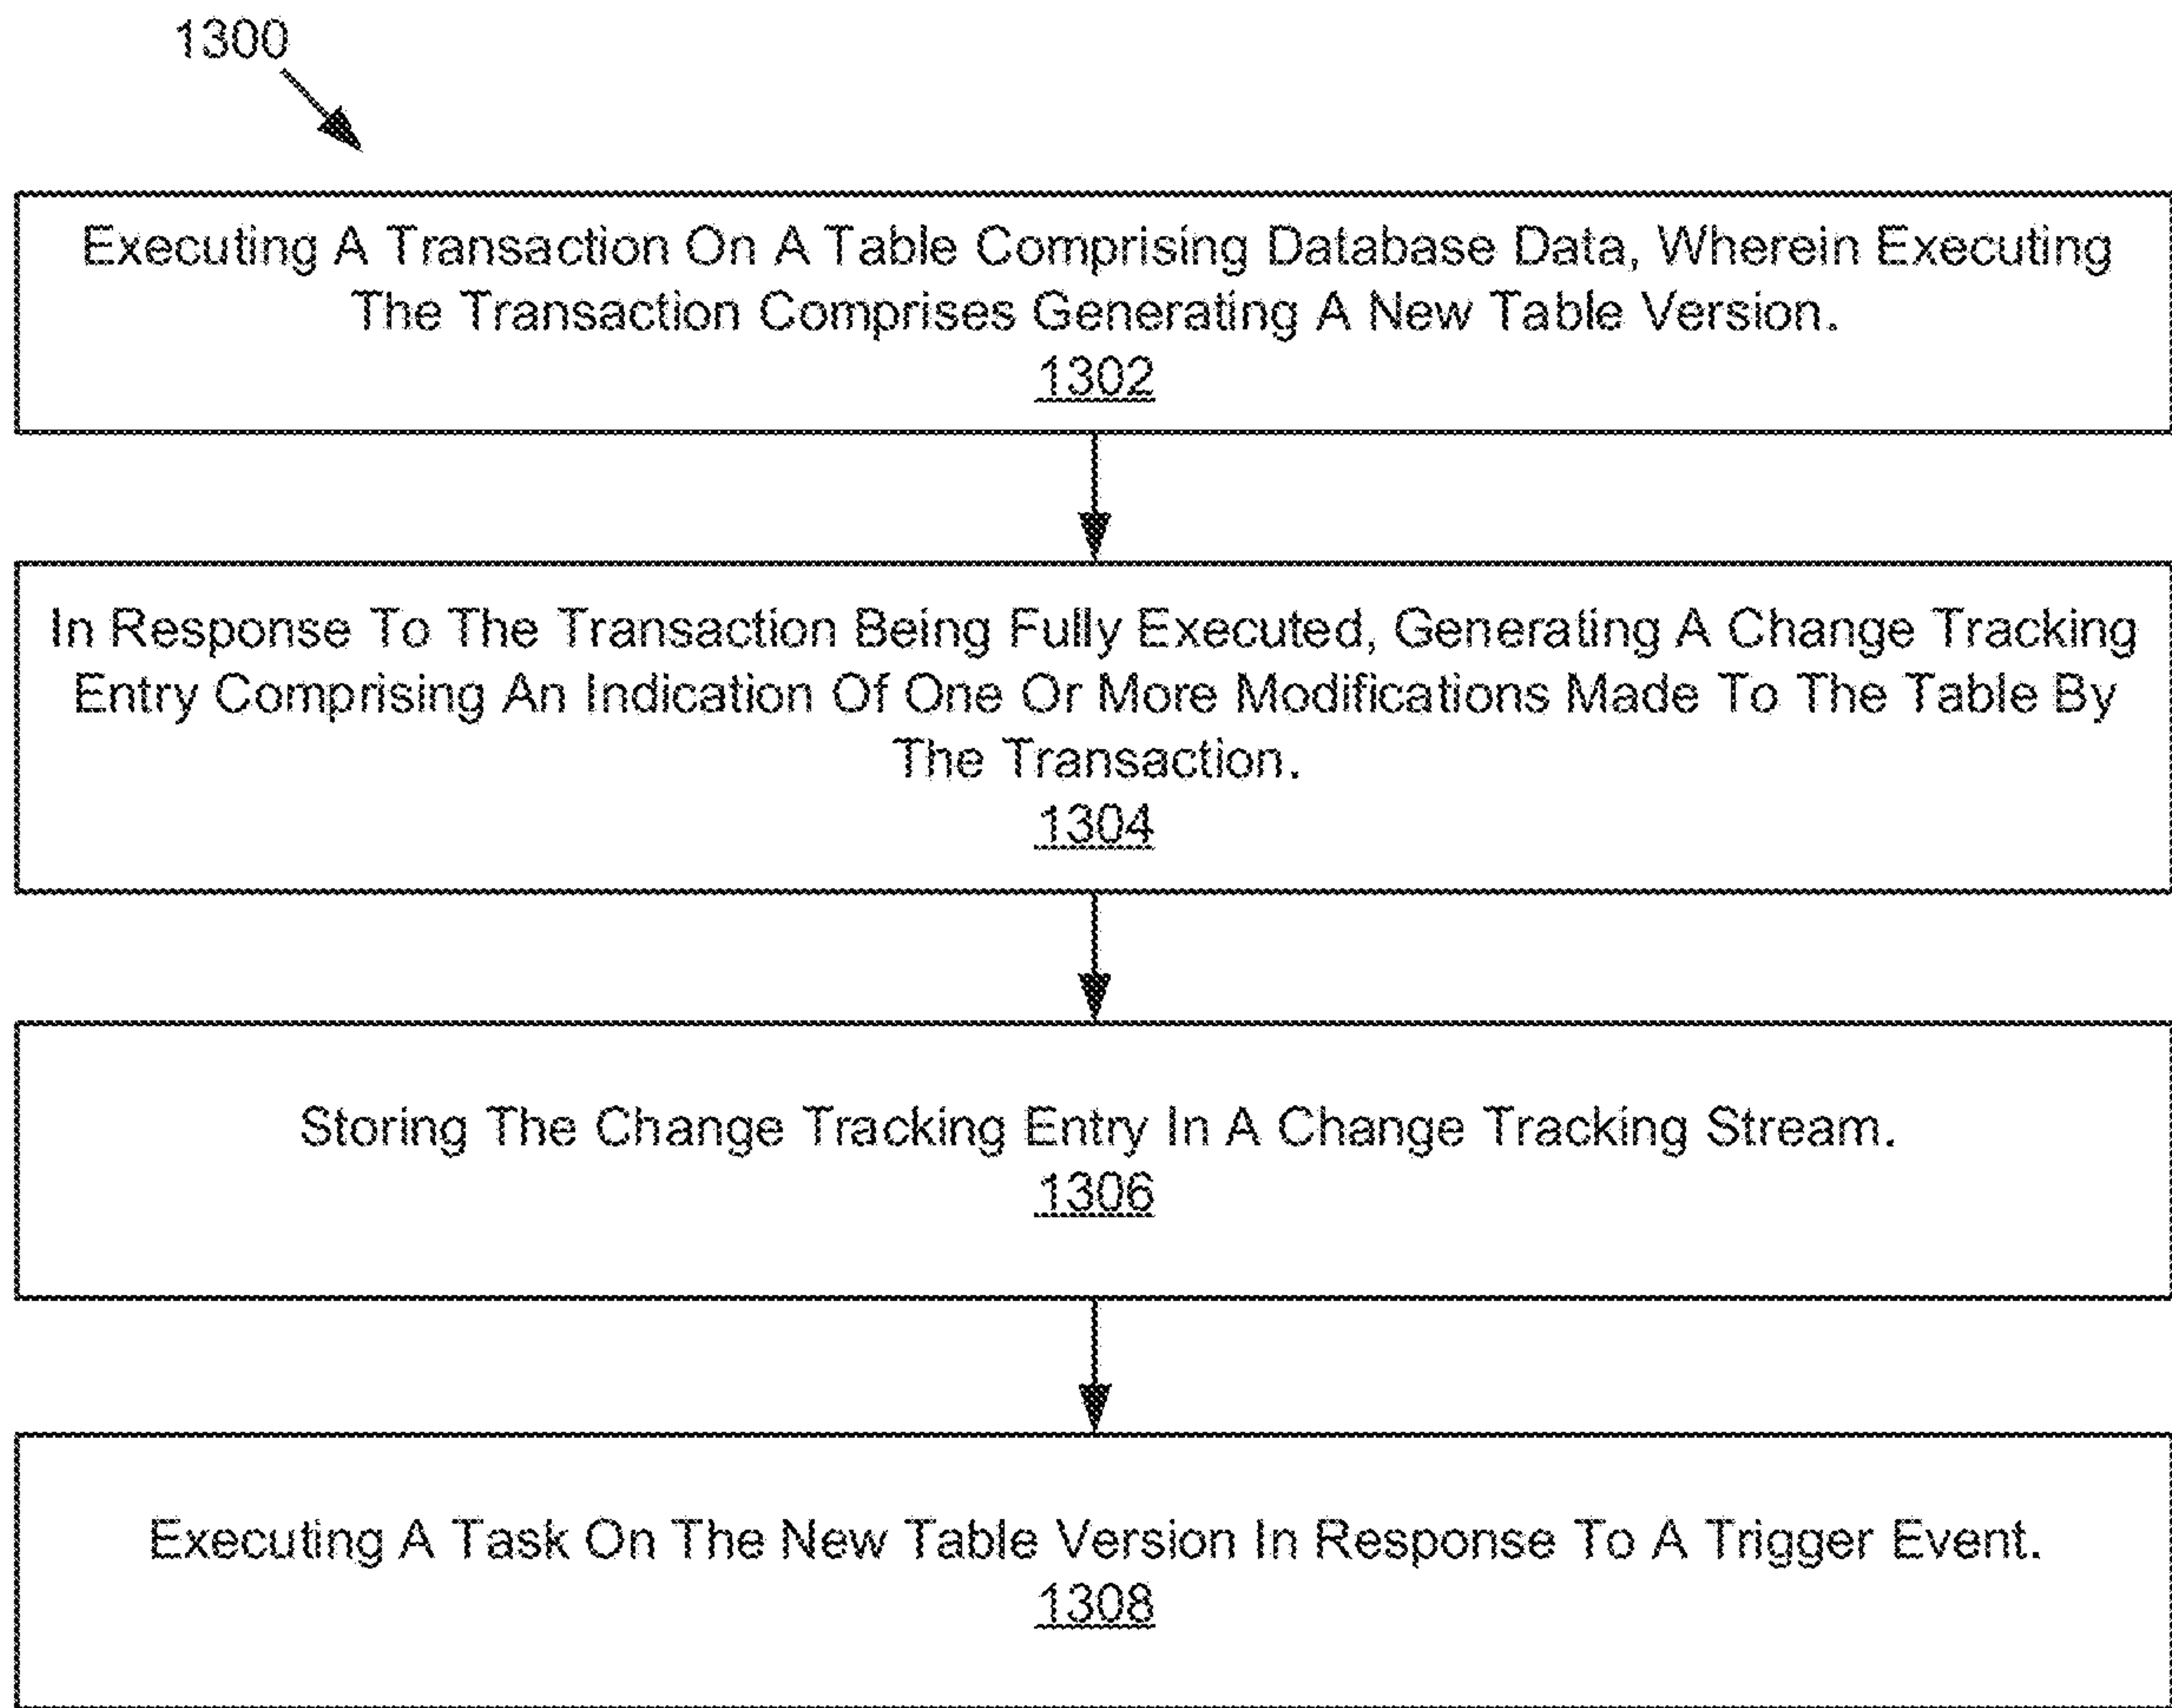 1300
Executing A Transaction On A Table Comprising Database Data, Wherein Executing
The Transaction Comprises Generating A New Table Version.
1302
In Response To The Transaction Being Fully Executed, Generating A Change Tracking
Entry Comprising An Indication Of One Or More Modifications Made To The Table By
The Transaction.
1304
Storing The Change Tracking Entry In A Change Tracking Stream.
1306
Executing A Task On The New Table Version In Response To A Trigger Event.
1308